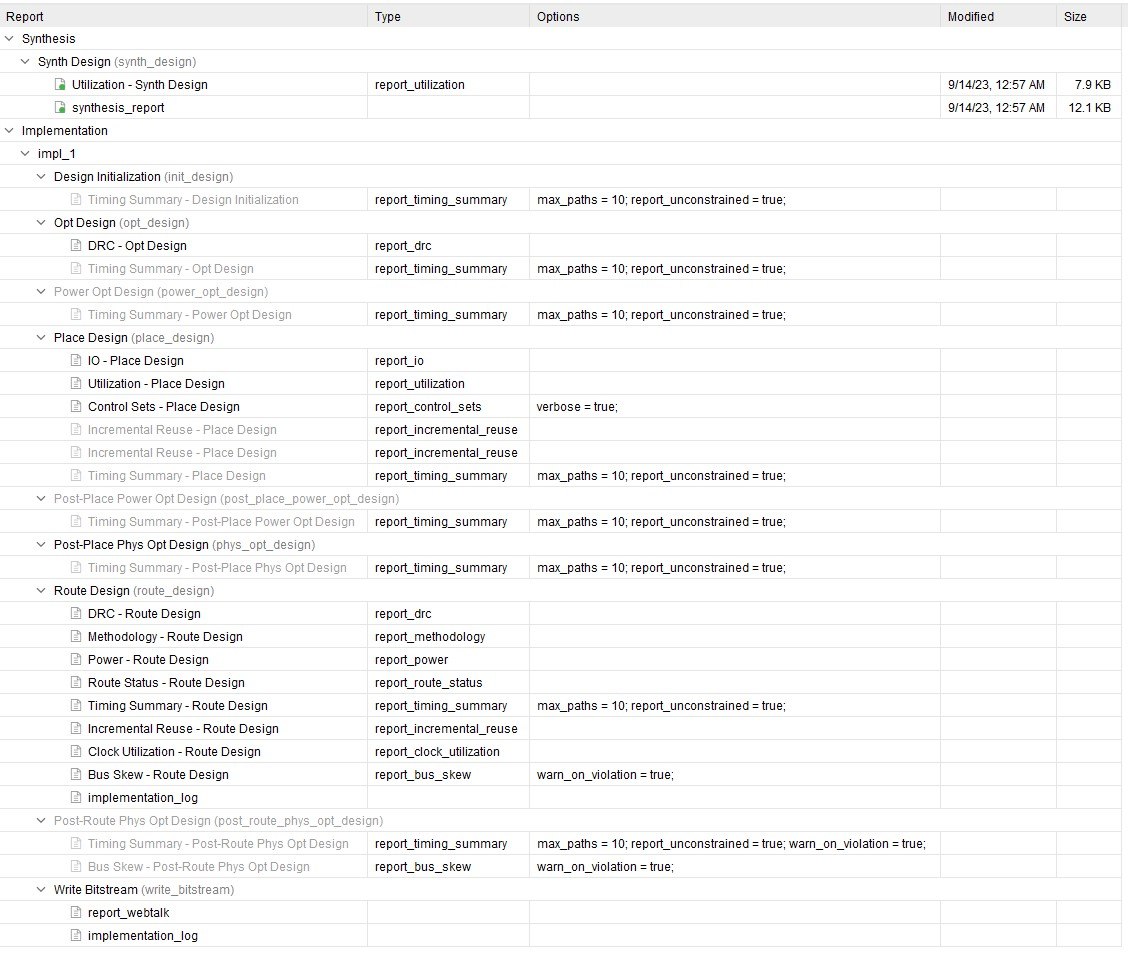 Report Type Options Modified Size
Synthesis
Synth Design (synth_design)
Utilization - Synth Design report_utilization 9/14/23, 12:57 AM 7.9 KB
synthesis_report 9/14/23, 12:57 AM 12.1 KB
Implementation
impl_1
Design Initialization (init_design)
Timing Summary - Design Initialization report_timing_summary max_paths = 10; report_unconstrained = true;
Opt Design (opt_design)
DRC - Opt Design report_drc
Timing Summary - Opt Design report_timing_summary max_paths = 10; report_unconstrained = true;
Power Opt Design (power_opt_design)
Timing Summary - Power Opt Design report_timing_summary max_paths = 10; report_unconstrained = true;
Place Design (place_design)
IO - Place Design report_io
Utilization - Place Design report_utilization
Control Sets - Place Design report_control_sets verbose = true;
Incremental Reuse - Place Design report_incremental_reuse
Incremental Reuse - Place Design report_incremental_reuse
Timing Summary - Place Design report_timing_summary max_paths = 10; report_unconstrained = true;
Post-Place Power Opt Design (post_place_power_opt_design)
Timing Summary - Post-Place Power Opt Design report_timing_summary max_paths = 10; report_unconstrained = true;
Post-Place Phys Opt Design (phys_opt_design)
Timing Summary - Post-Place Phys Opt Design report_timing_summary max_paths = 10; report_unconstrained = true;
Route Design (route_design)
DRC - Route Design report_drc
Methodology - Route Design report_methodology
Power - Route Design report_power
Route Status - Route Design report_route_status
Timing Summary - Route Design report_timing_summary max_paths = 10; report_unconstrained = true;
Incremental Reuse - Route Design report_incremental_reuse
Clock Utilization - Route Design report_clock_utilization
Bus Skew - Route Design report_bus_skew warn_on_violation = true;
implementation_log
Post-Route Phys Opt Design (post_route_phys_opt_design)
Timing Summary - Post-Route Phys Opt Design report_timing_summary max_paths = 10; report_unconstrained = true; warn_on_violation = true;
Bus Skew - Post-Route Phys Opt Design report_bus_skew warn_on_violation = true;
Write Bitstream (write_bitstream)
report_webtalk
implementation_log